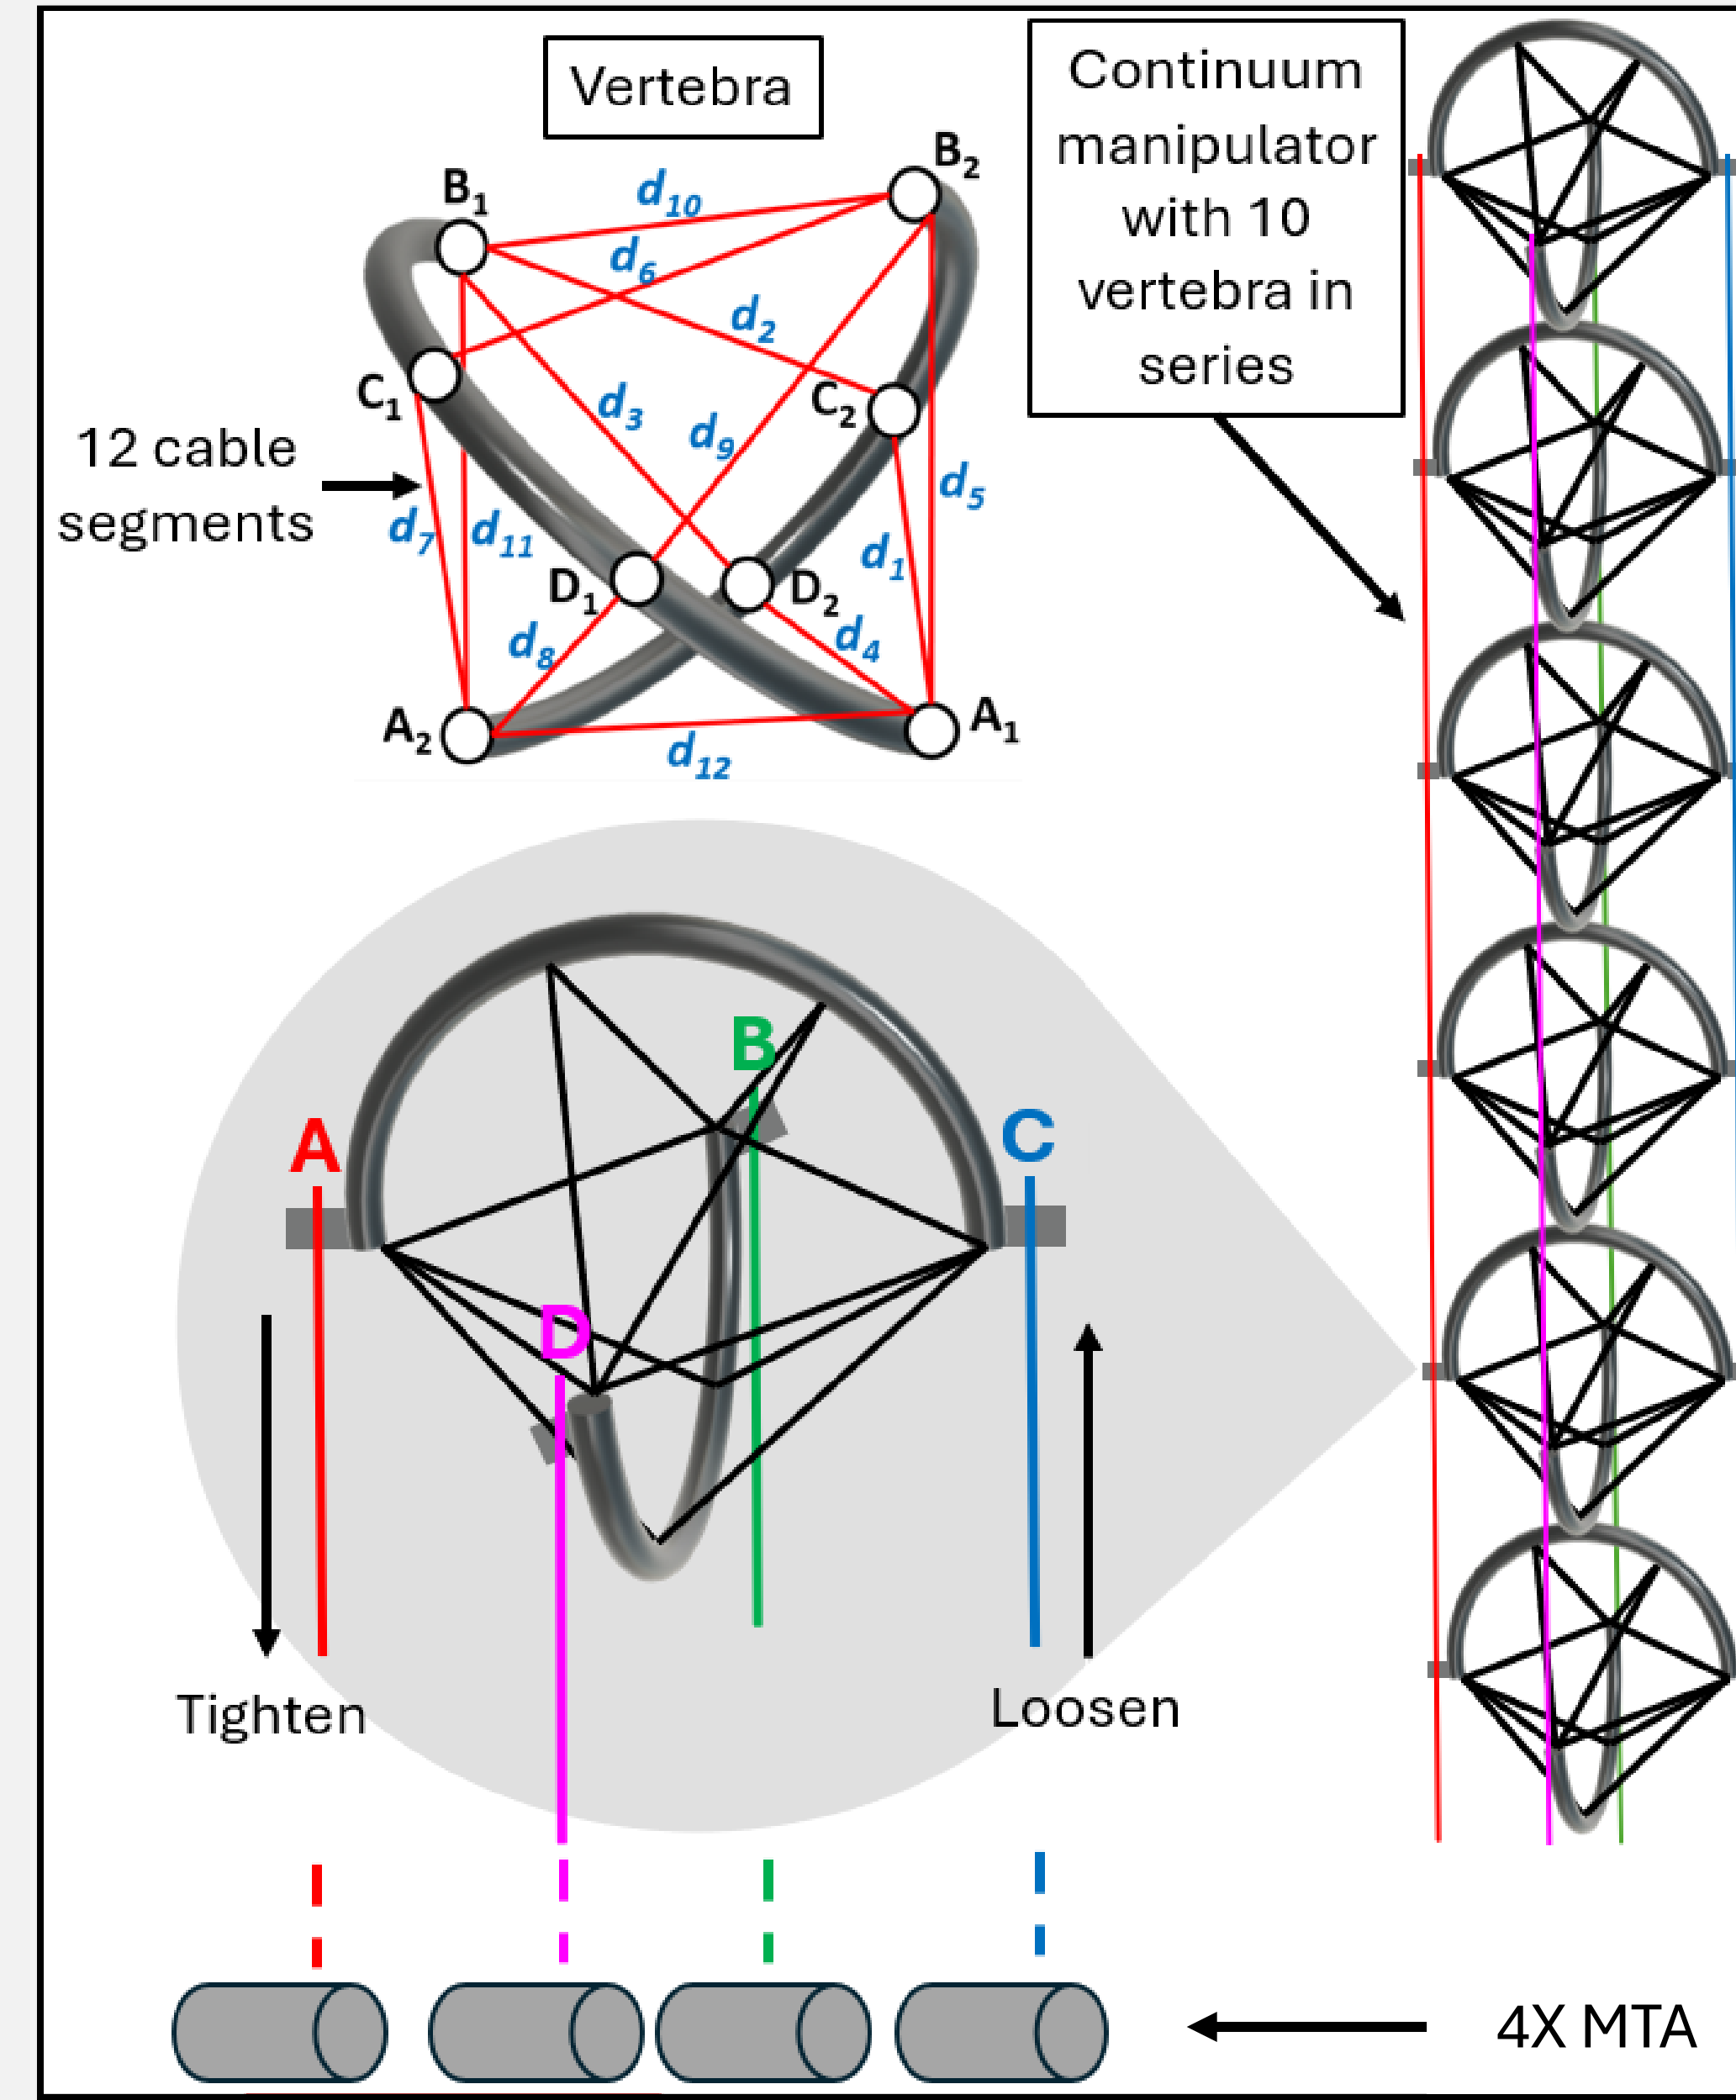 Vertebra
Continuum
manipulator
with 10
vertebra in
series
B₁
B₂
d₁₀
d₆
d₂
C₁
C₂
d₃
d₉
12 cable
segments
d₅
d₇
d₁₁
d₁
D₁
D₂
d₈
d₄
A₂
A₁
d₁₂
B
A
C
D
Tighten
Loosen
4X MTA